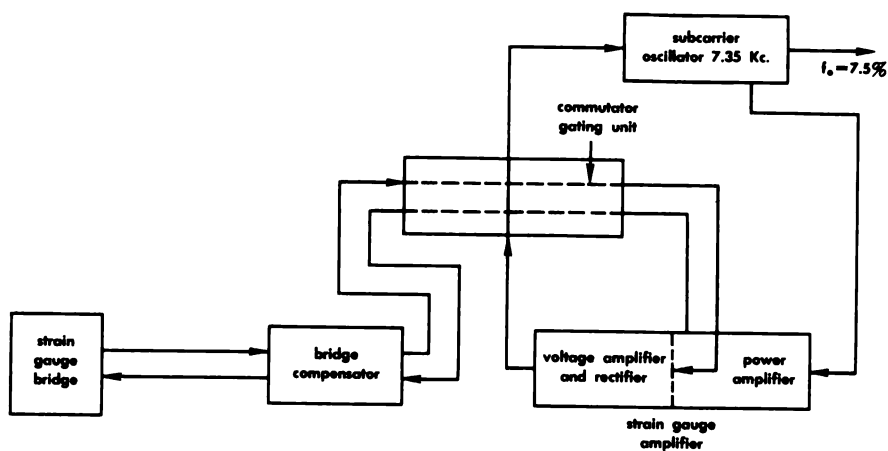 subcarrier
oscillator 7.35 Kc.
fₒ=7.5%
commutator
gating unit
strain
gauge
bridge
bridge
compensator
voltage amplifier
and rectifier
power
amplifier
strain gauge
amplifier